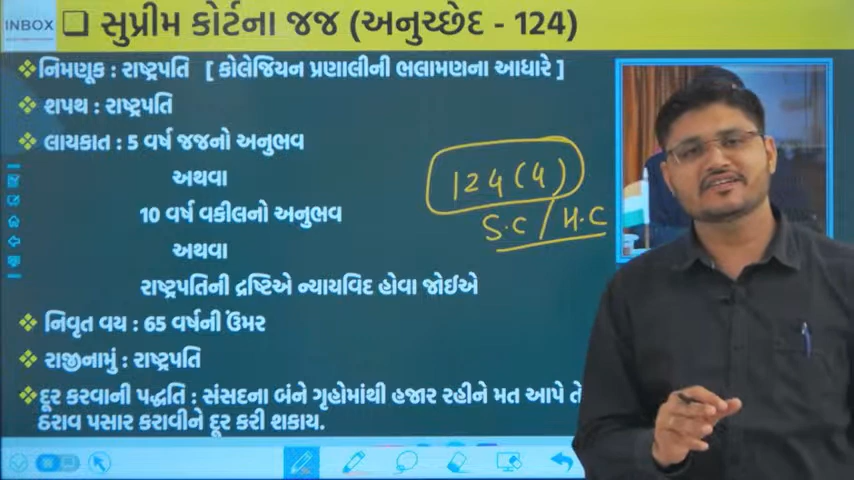 INBOX
❑ સુપ્રીમ કોર્ટના જજ (અનુચ્છેદ - 124)
નિમણૂક : રાષ્ટ્રપતિ [ કોલેજિયન પ્રણાલીની ભલામણના આધારે ]
શપથ : રાષ્ટ્રપતિ
લાયકાત : 5 વર્ષ જજનો અનુભવ
અથવા
10 વર્ષ વકીલનો અનુભવ
અથવા
રાષ્ટ્રપતિની દ્રષ્ટિએ ન્યાયવિદ હોવા જોઈએ
124(4)
S.C / H.C
નિવૃત વય : 65 વર્ષની ઉંમર
રાજીનામું : રાષ્ટ્રપતિ
દૂર કરવાની પદ્ધતિ : સંસદના બંને ગૃહોમાંથી હજાર રહીને મત આપે તે
ઠરાવ પસાર કરાવીને દૂર કરી શકાય.